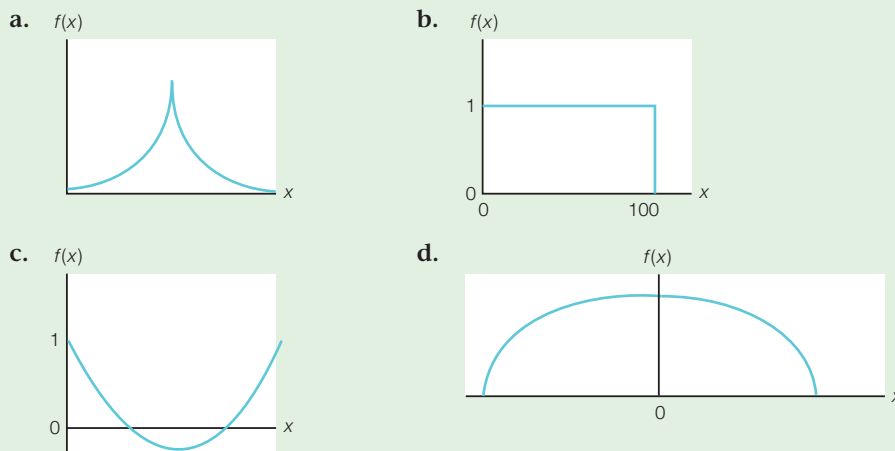 a. f(x)
x
b. f(x)
1
0
0 100 x
c. f(x)
1
0 x
d. f(x)
0
x